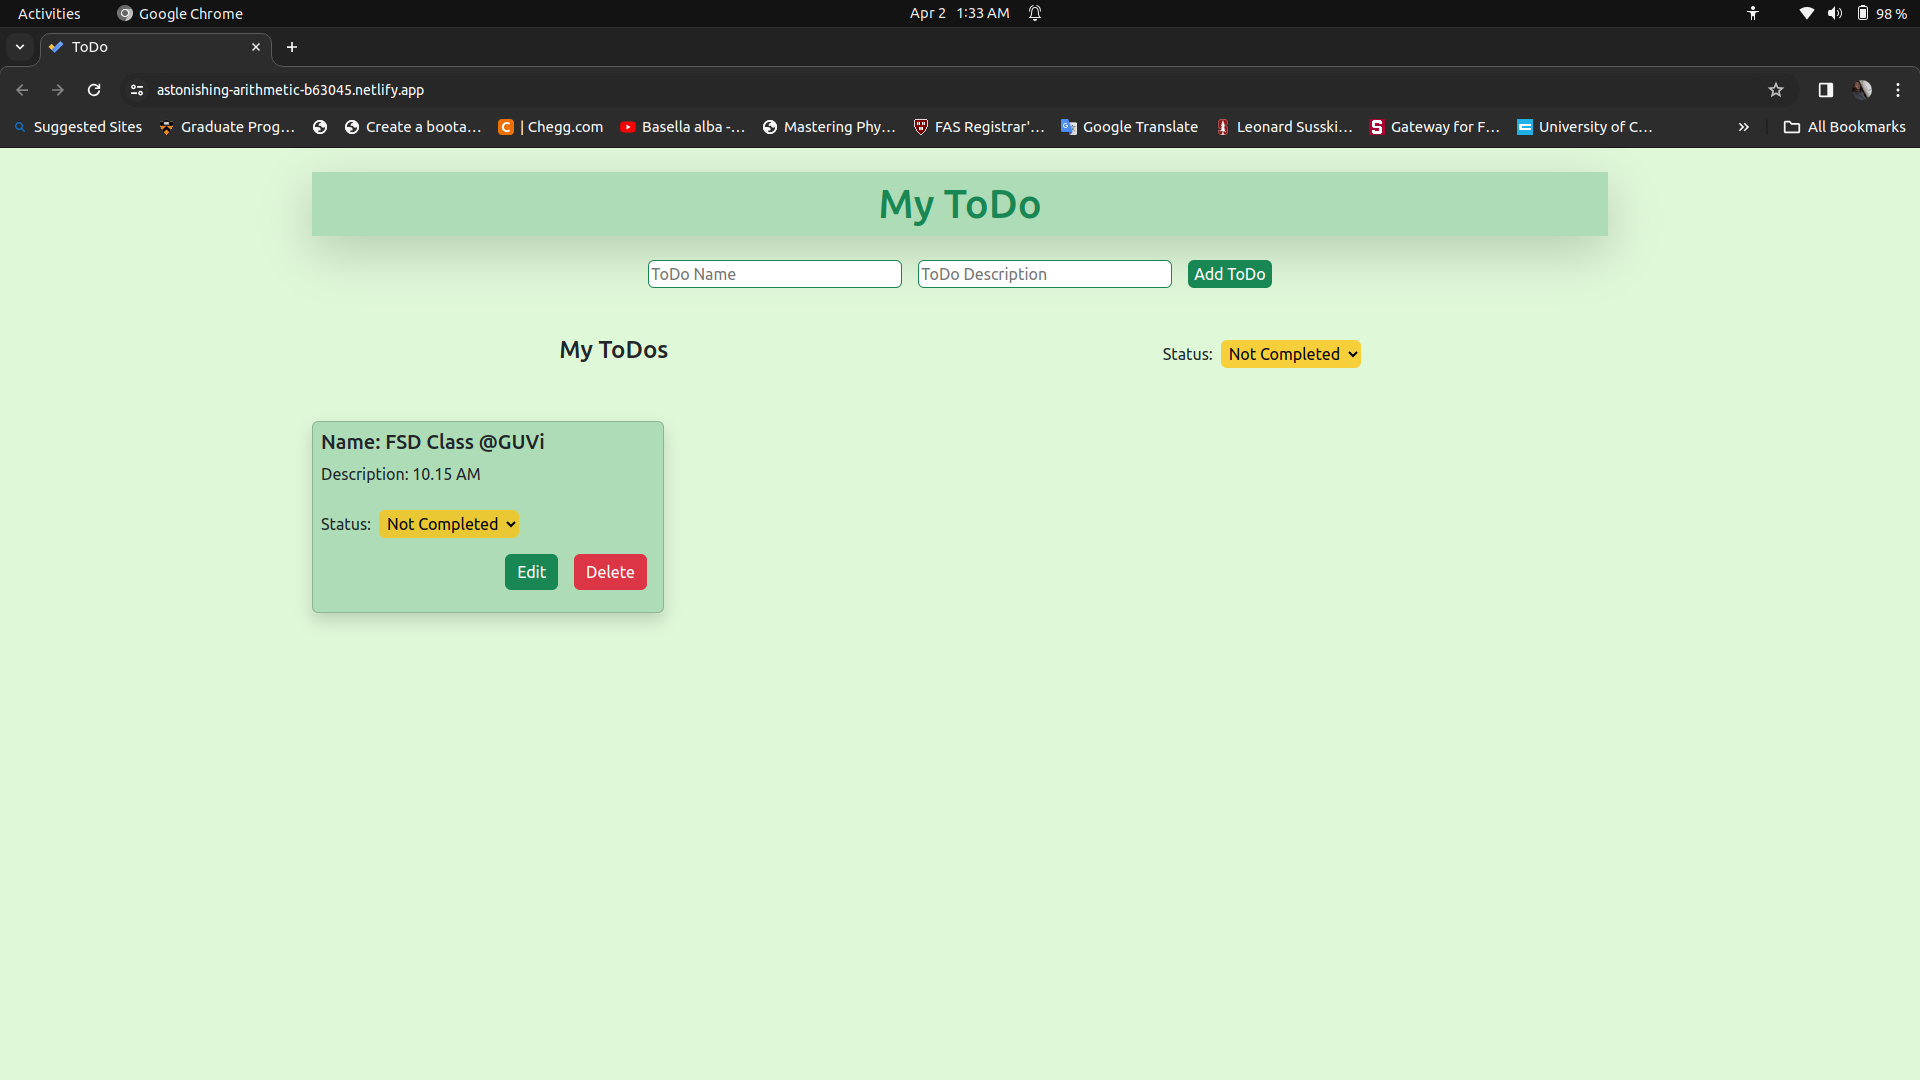 Activities Google Chrome Apr 2 1:33 AM 98 %
ToDo
astonishing-arithmetic-b63045.netlify.app
Suggested Sites Graduate Prog… Create a boota… | Chegg.com Basella alba -… Mastering Phy… FAS Registrar'… Google Translate Leonard Susski… Gateway for F… University of C… » All Bookmarks
My ToDo
ToDo Name ToDo Description Add ToDo
My ToDos Status: Not Completed
Name: FSD Class @GUVi
Description: 10.15 AM
Status: Not Completed
Edit Delete